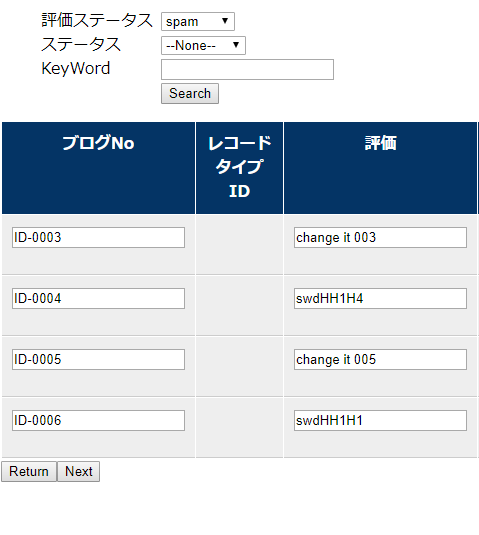 評価ステータス spam
ステータス --None--
KeyWord
Search
ブログNo レコードタイプID 評価
ID-0003 change it 003
ID-0004 swdHH1H4
ID-0005 change it 005
ID-0006 swdHH1H1
Return Next